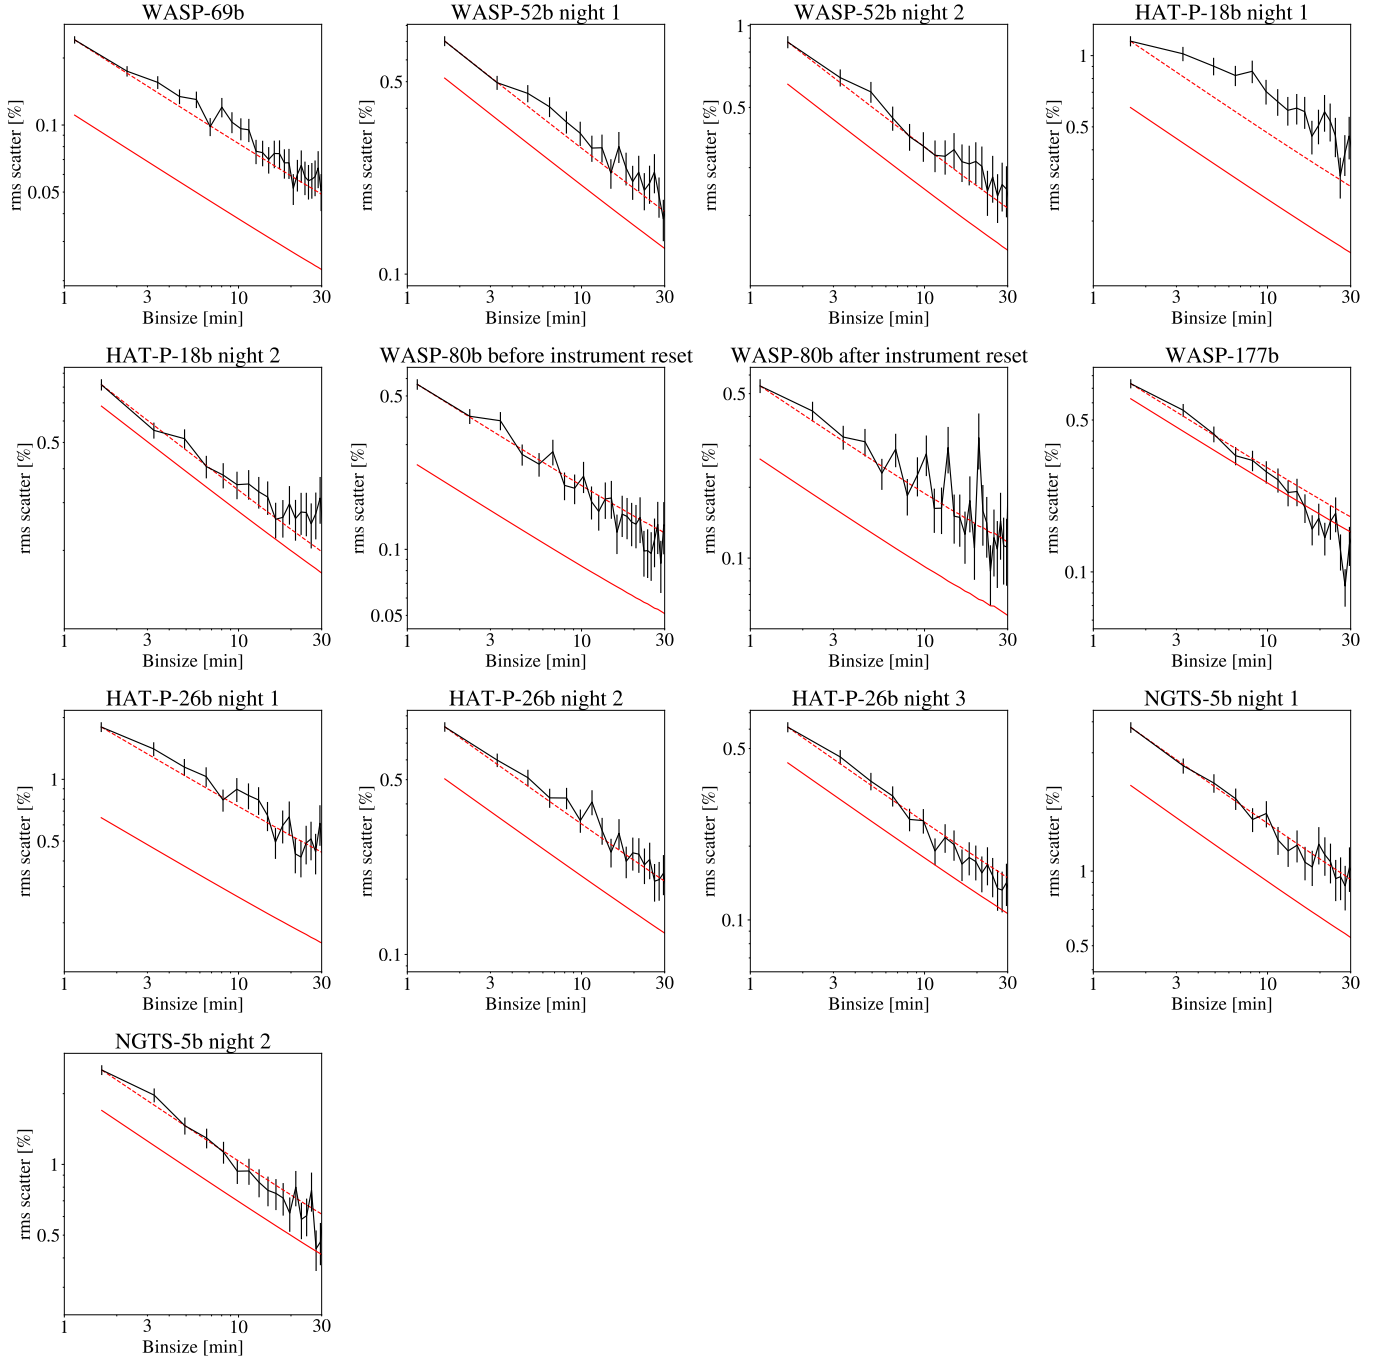 WASP-69b
rms scatter [%]
0.1
0.05
1
3
10
30
Binsize [min]
WASP-52b night 1
rms scatter [%]
0.5
0.1
1
3
10
30
Binsize [min]
WASP-52b night 2
rms scatter [%]
1
0.5
1
3
10
30
Binsize [min]
HAT-P-18b night 1
rms scatter [%]
1
0.5
1
3
10
30
Binsize [min]
HAT-P-18b night 2
rms scatter [%]
0.5
1
3
10
30
Binsize [min]
WASP-80b before instrument reset
rms scatter [%]
0.5
0.1
0.05
1
3
10
30
Binsize [min]
WASP-80b after instrument reset
rms scatter [%]
0.5
0.1
1
3
10
30
Binsize [min]
WASP-177b
rms scatter [%]
0.5
0.1
1
3
10
30
Binsize [min]
HAT-P-26b night 1
rms scatter [%]
1
0.5
1
3
10
30
Binsize [min]
HAT-P-26b night 2
rms scatter [%]
0.5
0.1
1
3
10
30
Binsize [min]
HAT-P-26b night 3
rms scatter [%]
0.5
0.1
1
3
10
30
Binsize [min]
NGTS-5b night 1
rms scatter [%]
1
0.5
1
3
10
30
Binsize [min]
NGTS-5b night 2
rms scatter [%]
1
0.5
1
3
10
30
Binsize [min]